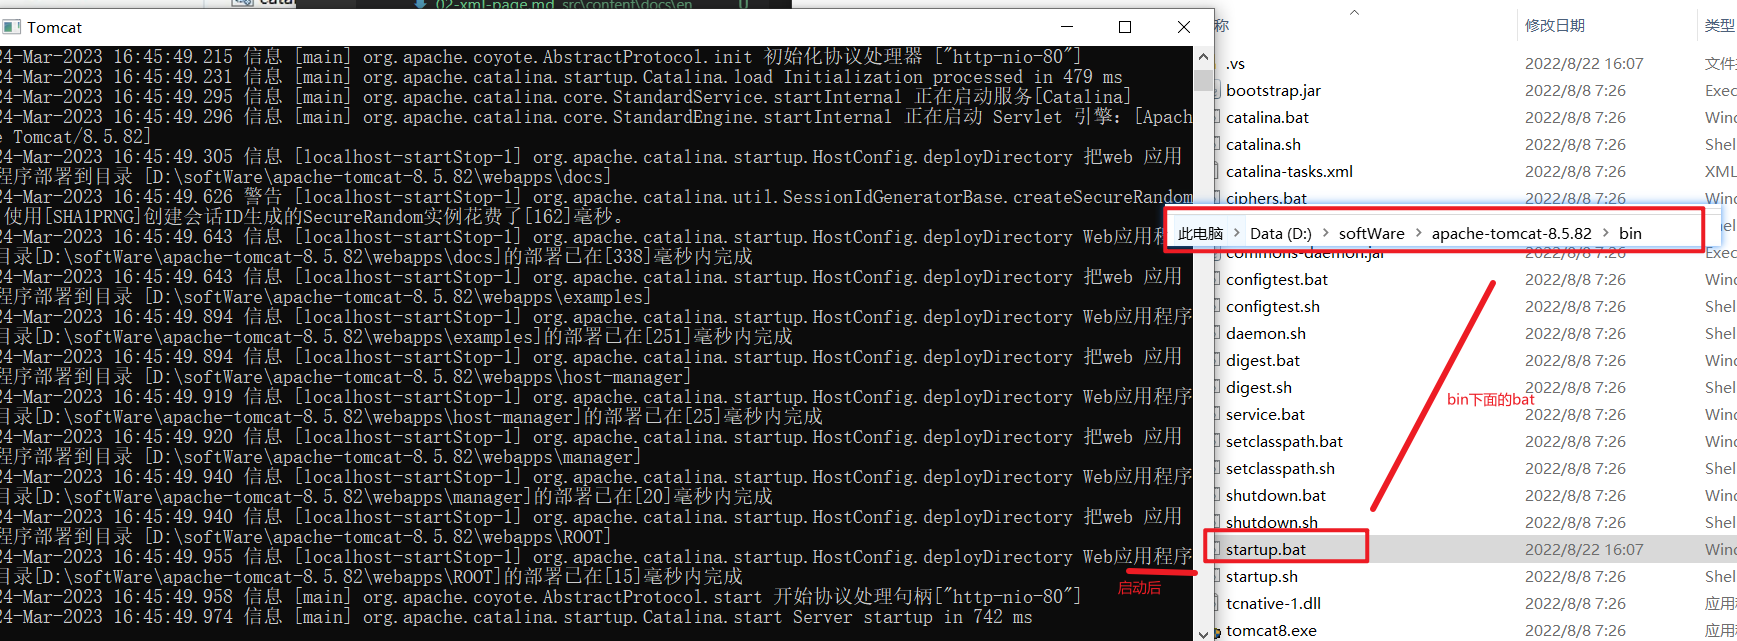 02-xml-page.md src\content\docs\en U
Tomcat
24-Mar-2023 16:45:49.215 信息 [main] org.apache.coyote.AbstractProtocol.init 初始化协议处理器 ["http-nio-80"]
24-Mar-2023 16:45:49.231 信息 [main] org.apache.catalina.startup.Catalina.load Initialization processed in 479 ms
24-Mar-2023 16:45:49.295 信息 [main] org.apache.catalina.core.StandardService.startInternal 正在启动服务[Catalina]
24-Mar-2023 16:45:49.296 信息 [main] org.apache.catalina.core.StandardEngine.startInternal 正在启动 Servlet 引擎：[Apach
e Tomcat/8.5.82]
24-Mar-2023 16:45:49.305 信息 [localhost-startStop-1] org.apache.catalina.startup.HostConfig.deployDirectory 把web 应用
程序部署到目录 [D:\softWare\apache-tomcat-8.5.82\webapps\docs]
24-Mar-2023 16:45:49.626 警告 [localhost-startStop-1] org.apache.catalina.util.SessionIdGeneratorBase.createSecureRandom
使用[SHA1PRNG]创建会话ID生成的SecureRandom实例花费了[162]毫秒。
24-Mar-2023 16:45:49.643 信息 [localhost-startStop-1] org.apache.catalina.startup.HostConfig.deployDirectory Web应用程
目录[D:\softWare\apache-tomcat-8.5.82\webapps\docs]的部署已在[338]毫秒内完成
24-Mar-2023 16:45:49.643 信息 [localhost-startStop-1] org.apache.catalina.startup.HostConfig.deployDirectory 把web 应用
程序部署到目录 [D:\softWare\apache-tomcat-8.5.82\webapps\examples]
24-Mar-2023 16:45:49.894 信息 [localhost-startStop-1] org.apache.catalina.startup.HostConfig.deployDirectory Web应用程序
目录[D:\softWare\apache-tomcat-8.5.82\webapps\examples]的部署已在[251]毫秒内完成
24-Mar-2023 16:45:49.894 信息 [localhost-startStop-1] org.apache.catalina.startup.HostConfig.deployDirectory 把web 应用
程序部署到目录 [D:\softWare\apache-tomcat-8.5.82\webapps\host-manager]
24-Mar-2023 16:45:49.919 信息 [localhost-startStop-1] org.apache.catalina.startup.HostConfig.deployDirectory Web应用程序
目录[D:\softWare\apache-tomcat-8.5.82\webapps\host-manager]的部署已在[25]毫秒内完成
24-Mar-2023 16:45:49.920 信息 [localhost-startStop-1] org.apache.catalina.startup.HostConfig.deployDirectory 把web 应用
程序部署到目录 [D:\softWare\apache-tomcat-8.5.82\webapps\manager]
24-Mar-2023 16:45:49.940 信息 [localhost-startStop-1] org.apache.catalina.startup.HostConfig.deployDirectory Web应用程序
目录[D:\softWare\apache-tomcat-8.5.82\webapps\manager]的部署已在[20]毫秒内完成
24-Mar-2023 16:45:49.940 信息 [localhost-startStop-1] org.apache.catalina.startup.HostConfig.deployDirectory 把web 应用
程序部署到目录 [D:\softWare\apache-tomcat-8.5.82\webapps\ROOT]
24-Mar-2023 16:45:49.955 信息 [localhost-startStop-1] org.apache.catalina.startup.HostConfig.deployDirectory Web应用程序
目录[D:\softWare\apache-tomcat-8.5.82\webapps\ROOT]的部署已在[15]毫秒内完成
启动后
24-Mar-2023 16:45:49.958 信息 [main] org.apache.coyote.AbstractProtocol.start 开始协议处理句柄["http-nio-80"]
24-Mar-2023 16:45:49.974 信息 [main] org.apache.catalina.startup.Catalina.start Server startup in 742 ms
称 修改日期 类型
.vs 2022/8/22 16:07 文件
bootstrap.jar 2022/8/8 7:26 Exec
catalina.bat 2022/8/8 7:26 Wind
catalina.sh 2022/8/8 7:26 Shel
catalina-tasks.xml 2022/8/8 7:26 XML
ciphers.bat 2022/8/8 7:26 Wind
此电脑 > Data (D:) > softWare > apache-tomcat-8.5.82 > bin
commons-daemon.jar 2022/8/8 7:26 Exec
configtest.bat 2022/8/8 7:26 Wind
configtest.sh 2022/8/8 7:26 Shel
daemon.sh 2022/8/8 7:26 Shel
digest.bat 2022/8/8 7:26 Wind
digest.sh 2022/8/8 7:26 Shel
bin下面的bat
service.bat 2022/8/8 7:26 Wind
setclasspath.bat 2022/8/8 7:26 Wind
setclasspath.sh 2022/8/8 7:26 Shel
shutdown.bat 2022/8/8 7:26 Wind
shutdown.sh 2022/8/8 7:26 Shel
startup.bat 2022/8/22 16:07 Wind
startup.sh 2022/8/8 7:26 Shel
tcnative-1.dll 2022/8/8 7:26 应用
tomcat8.exe 2022/8/8 7:26 应用